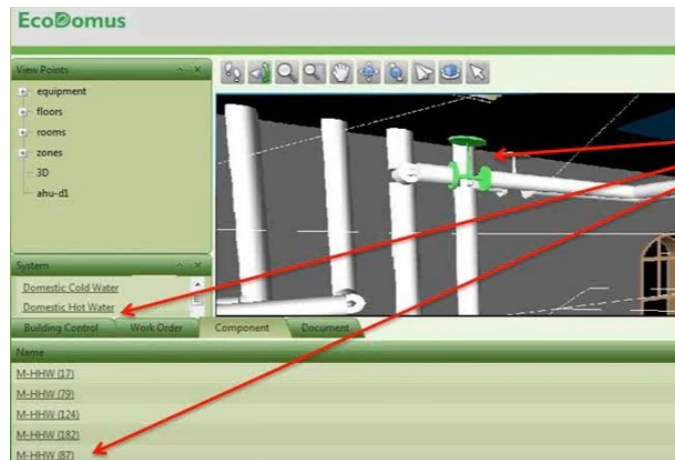 EcoDomus
View Points
equipment
floors
rooms
zones
3D
ahu-d1
System
Domestic Cold Water
Domestic Hot Water
Building Control
Work Order
Component
Document
Name
M-HHW (17)
M-HHW (79)
M-HHW (124)
M-HHW (182)
M-HHW (87)